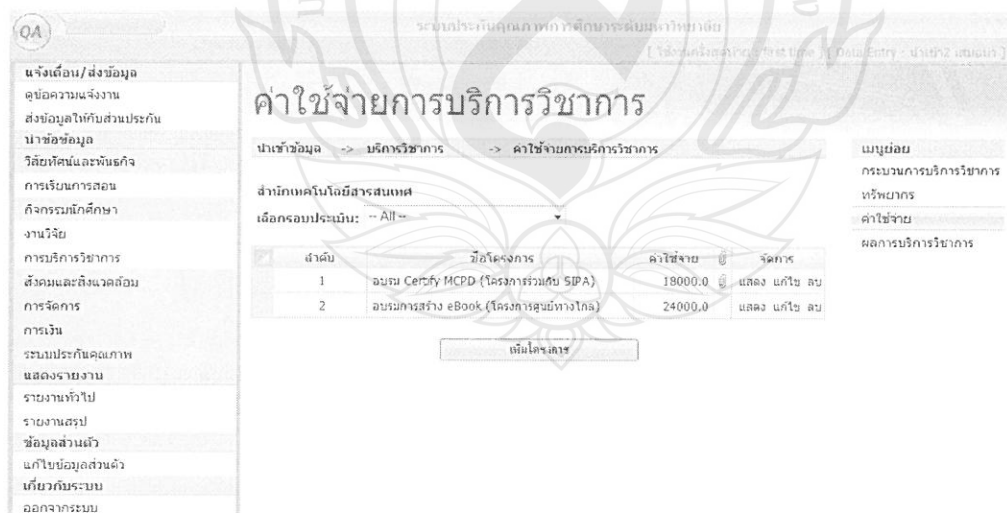 QA
ระบบประกันคุณภาพการศึกษาระดับมหาวิทยาลัย
แจ้งเตือน/ส่งข้อมูล
ดูข้อความแจ้งงาน
ส่งข้อมูลให้กับส่วนประกัน
นำข้อข้อมูล
วิสัยทัศน์และพันธกิจ
การเรียนการสอน
กิจกรรมนักศึกษา
งานวิจัย
การบริการวิชาการ
สังคมและสิ่งแวดล้อม
การจัดการ
การเงิน
ระบบประกันคุณภาพ
แสดงรายงาน
รายงานทั่วไป
รายงานสรุป
ข้อมูลส่วนตัว
แก้ไขข้อมูลส่วนตัว
เกี่ยวกับระบบ
ออกจากระบบ
ค่าใช้จ่ายการบริการวิชาการ
นำเข้าข้อมูล -> บริการวิชาการ -> ค่าใช้จ่ายการบริการวิชาการ
สำนักเทคโนโลยีสารสนเทศ
เลือกรอบประเมิน: -- All --
ลำดับ ชื่อโครงการ ค่าใช้จ่าย จัดการ
1 อบรม Certify MCPD (โครงการร่วมกับ SIPA) 18000.0 แสดง แก้ไข ลบ
2 อบรมการสร้าง eBook (โครงการศูนย์ทางไกล) 24000.0 แสดง แก้ไข ลบ
เพิ่มโครงการ
เมนูย่อย
กระบวนการบริการวิชาการ
ทรัพยากร
ค่าใช้จ่าย
ผลการบริการวิชาการ